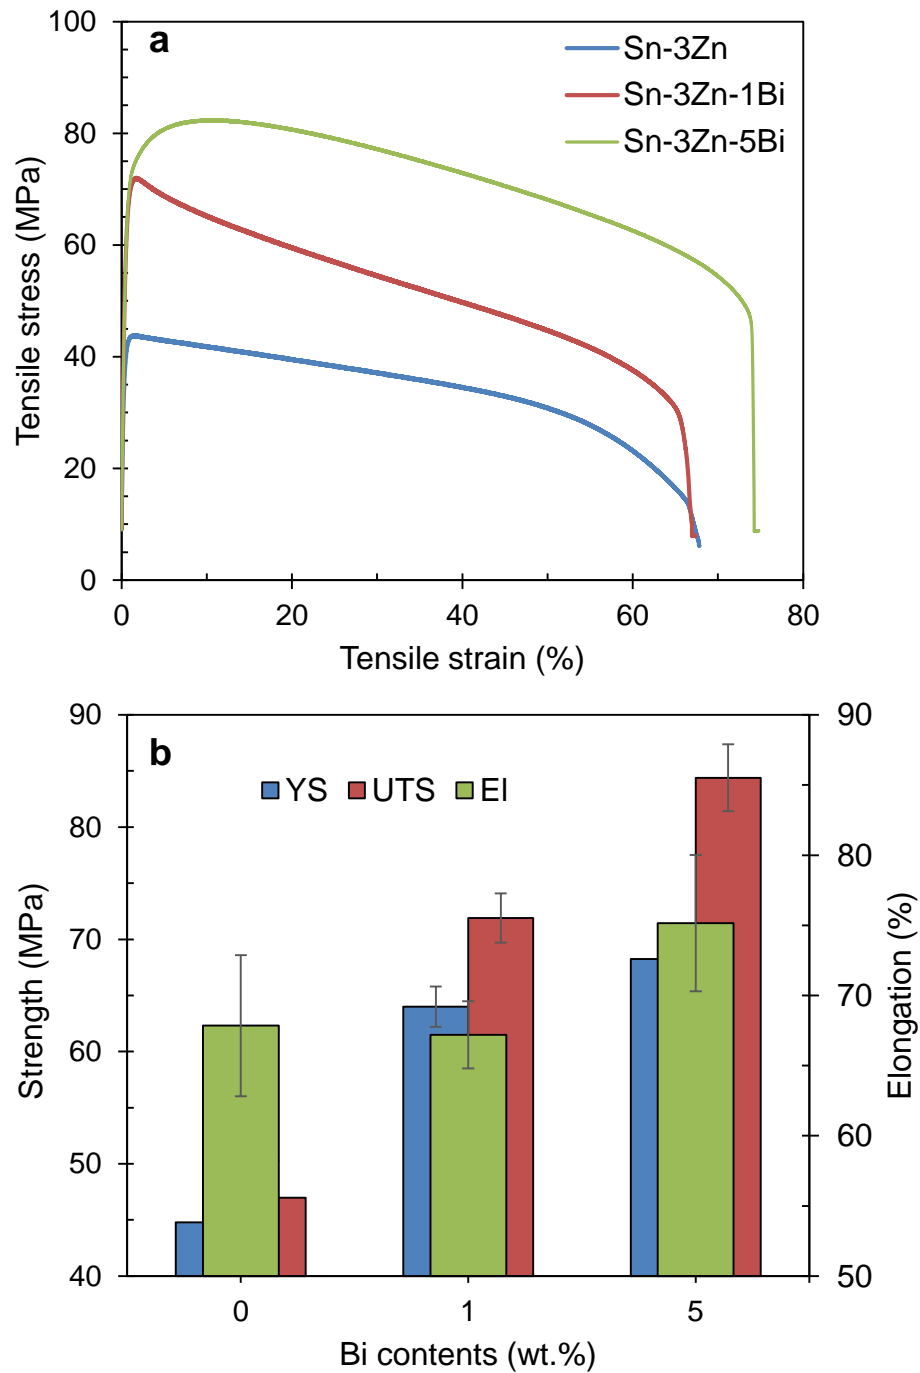 a
Sn-3Zn
Sn-3Zn-1Bi
Sn-3Zn-5Bi
100
80
60
40
20
0
Tensile stress (MPa)
0 20 40 60 80
Tensile strain (%)
b
YS UTS EI
90
80
70
60
50
40
Strength (MPa)
90
80
70
60
50
Elongation (%)
0 1 5
Bi contents (wt.%)